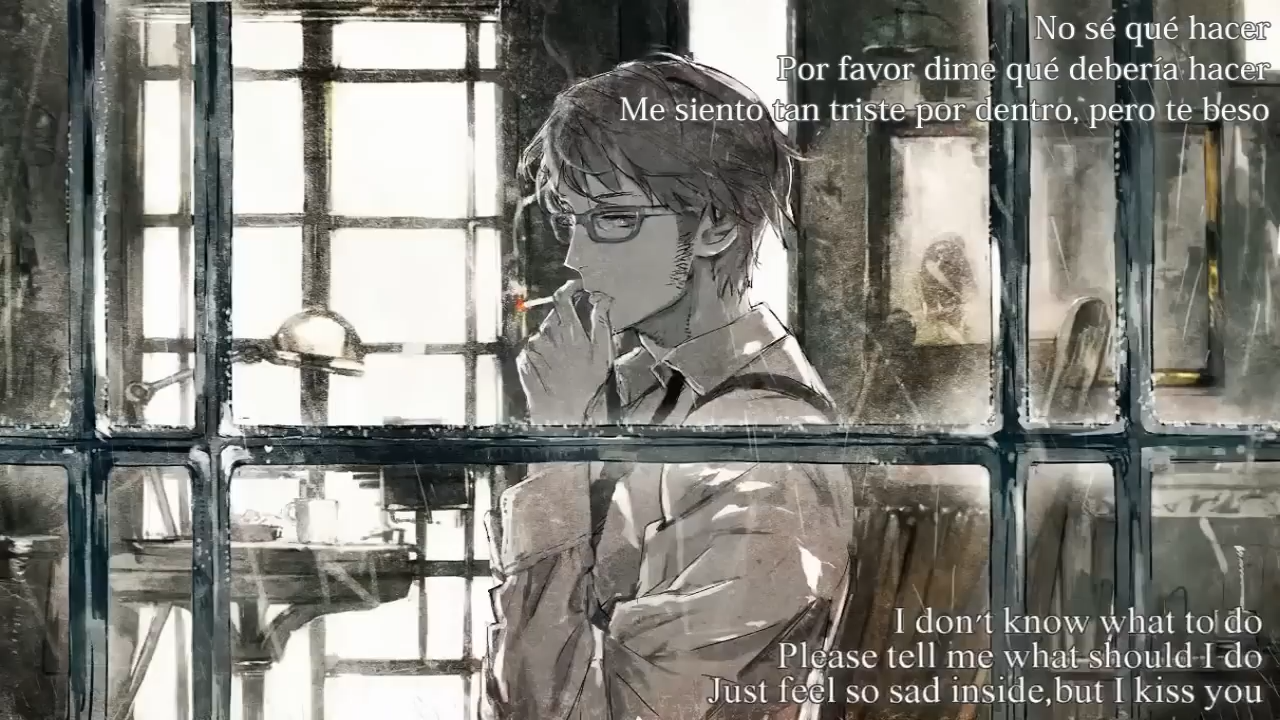 No sé qué hacer
Por favor dime qué debería hacer
Me siento tan triste por dentro, pero te beso
I don't know what to do
Please tell me what should I do
Just feel so sad inside,but I kiss you